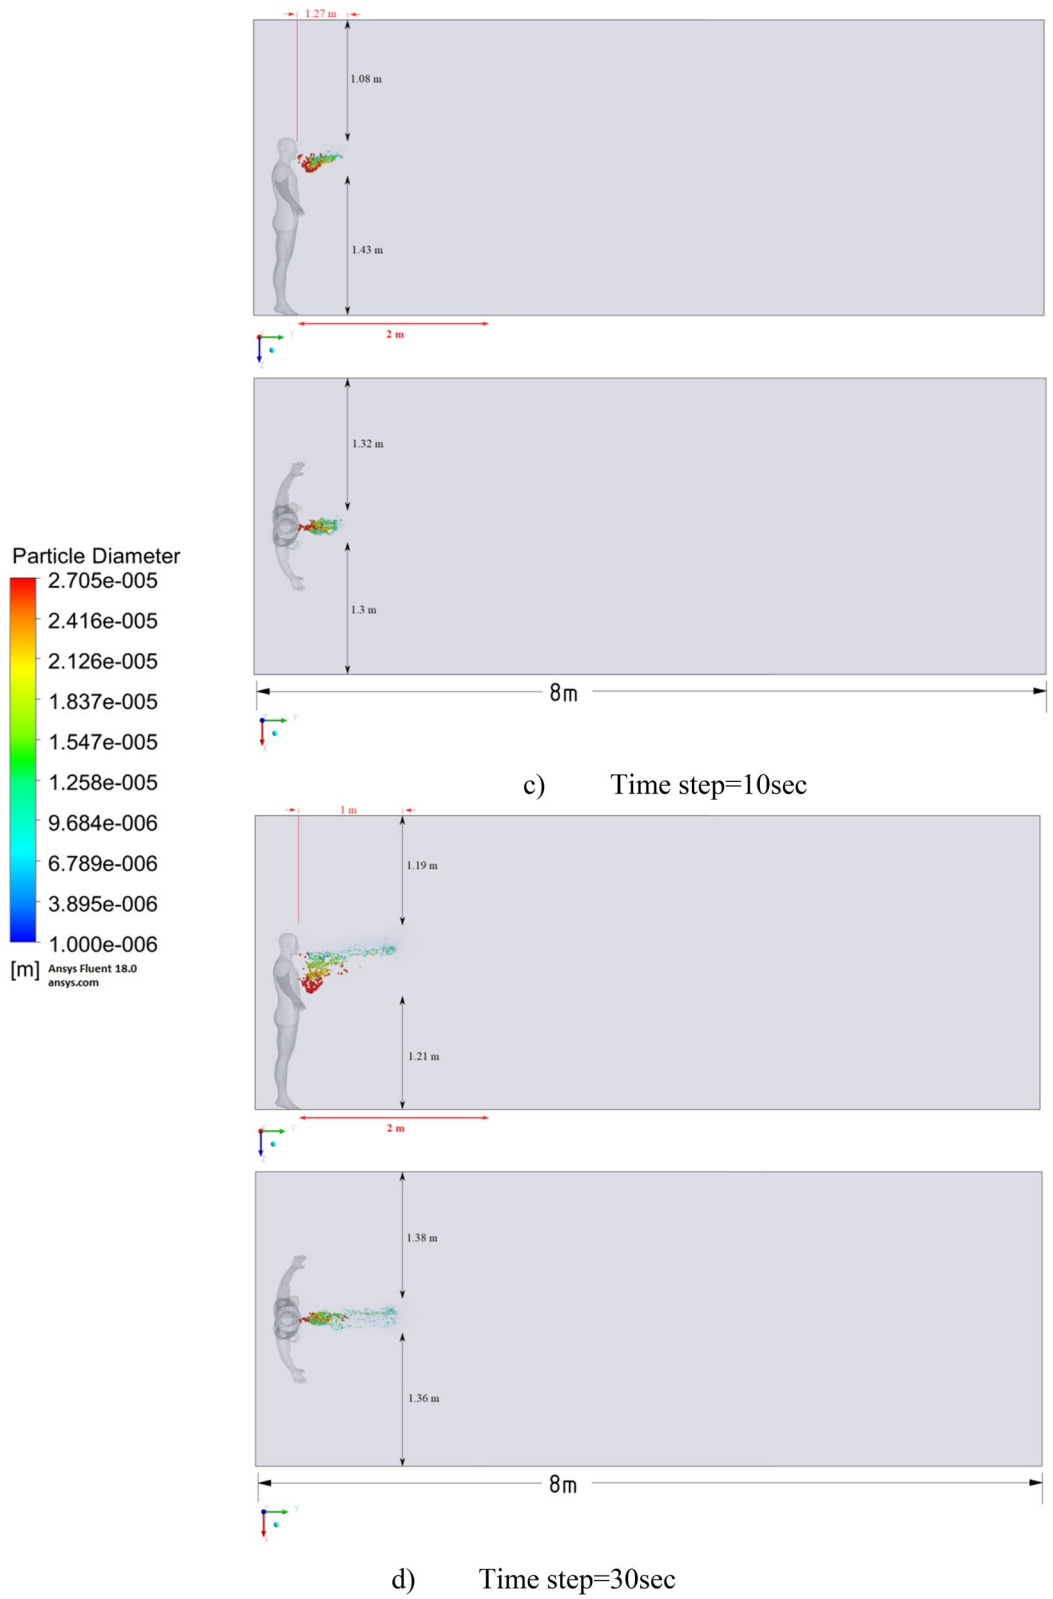 1.27 m
1.08 m
1.43 m
2 m
Y
Z
1.32 m
1.3 m
8m
Y
X
Particle Diameter
2.705e-005
2.416e-005
2.126e-005
1.837e-005
1.547e-005
1.258e-005
9.684e-006
6.789e-006
3.895e-006
1.000e-006
[m] Ansys Fluent 18.0
ansys.com
c) Time step=10sec
1 m
1.19 m
1.21 m
2 m
Y
Z
1.38 m
1.36 m
8m
Y
X
d) Time step=30sec